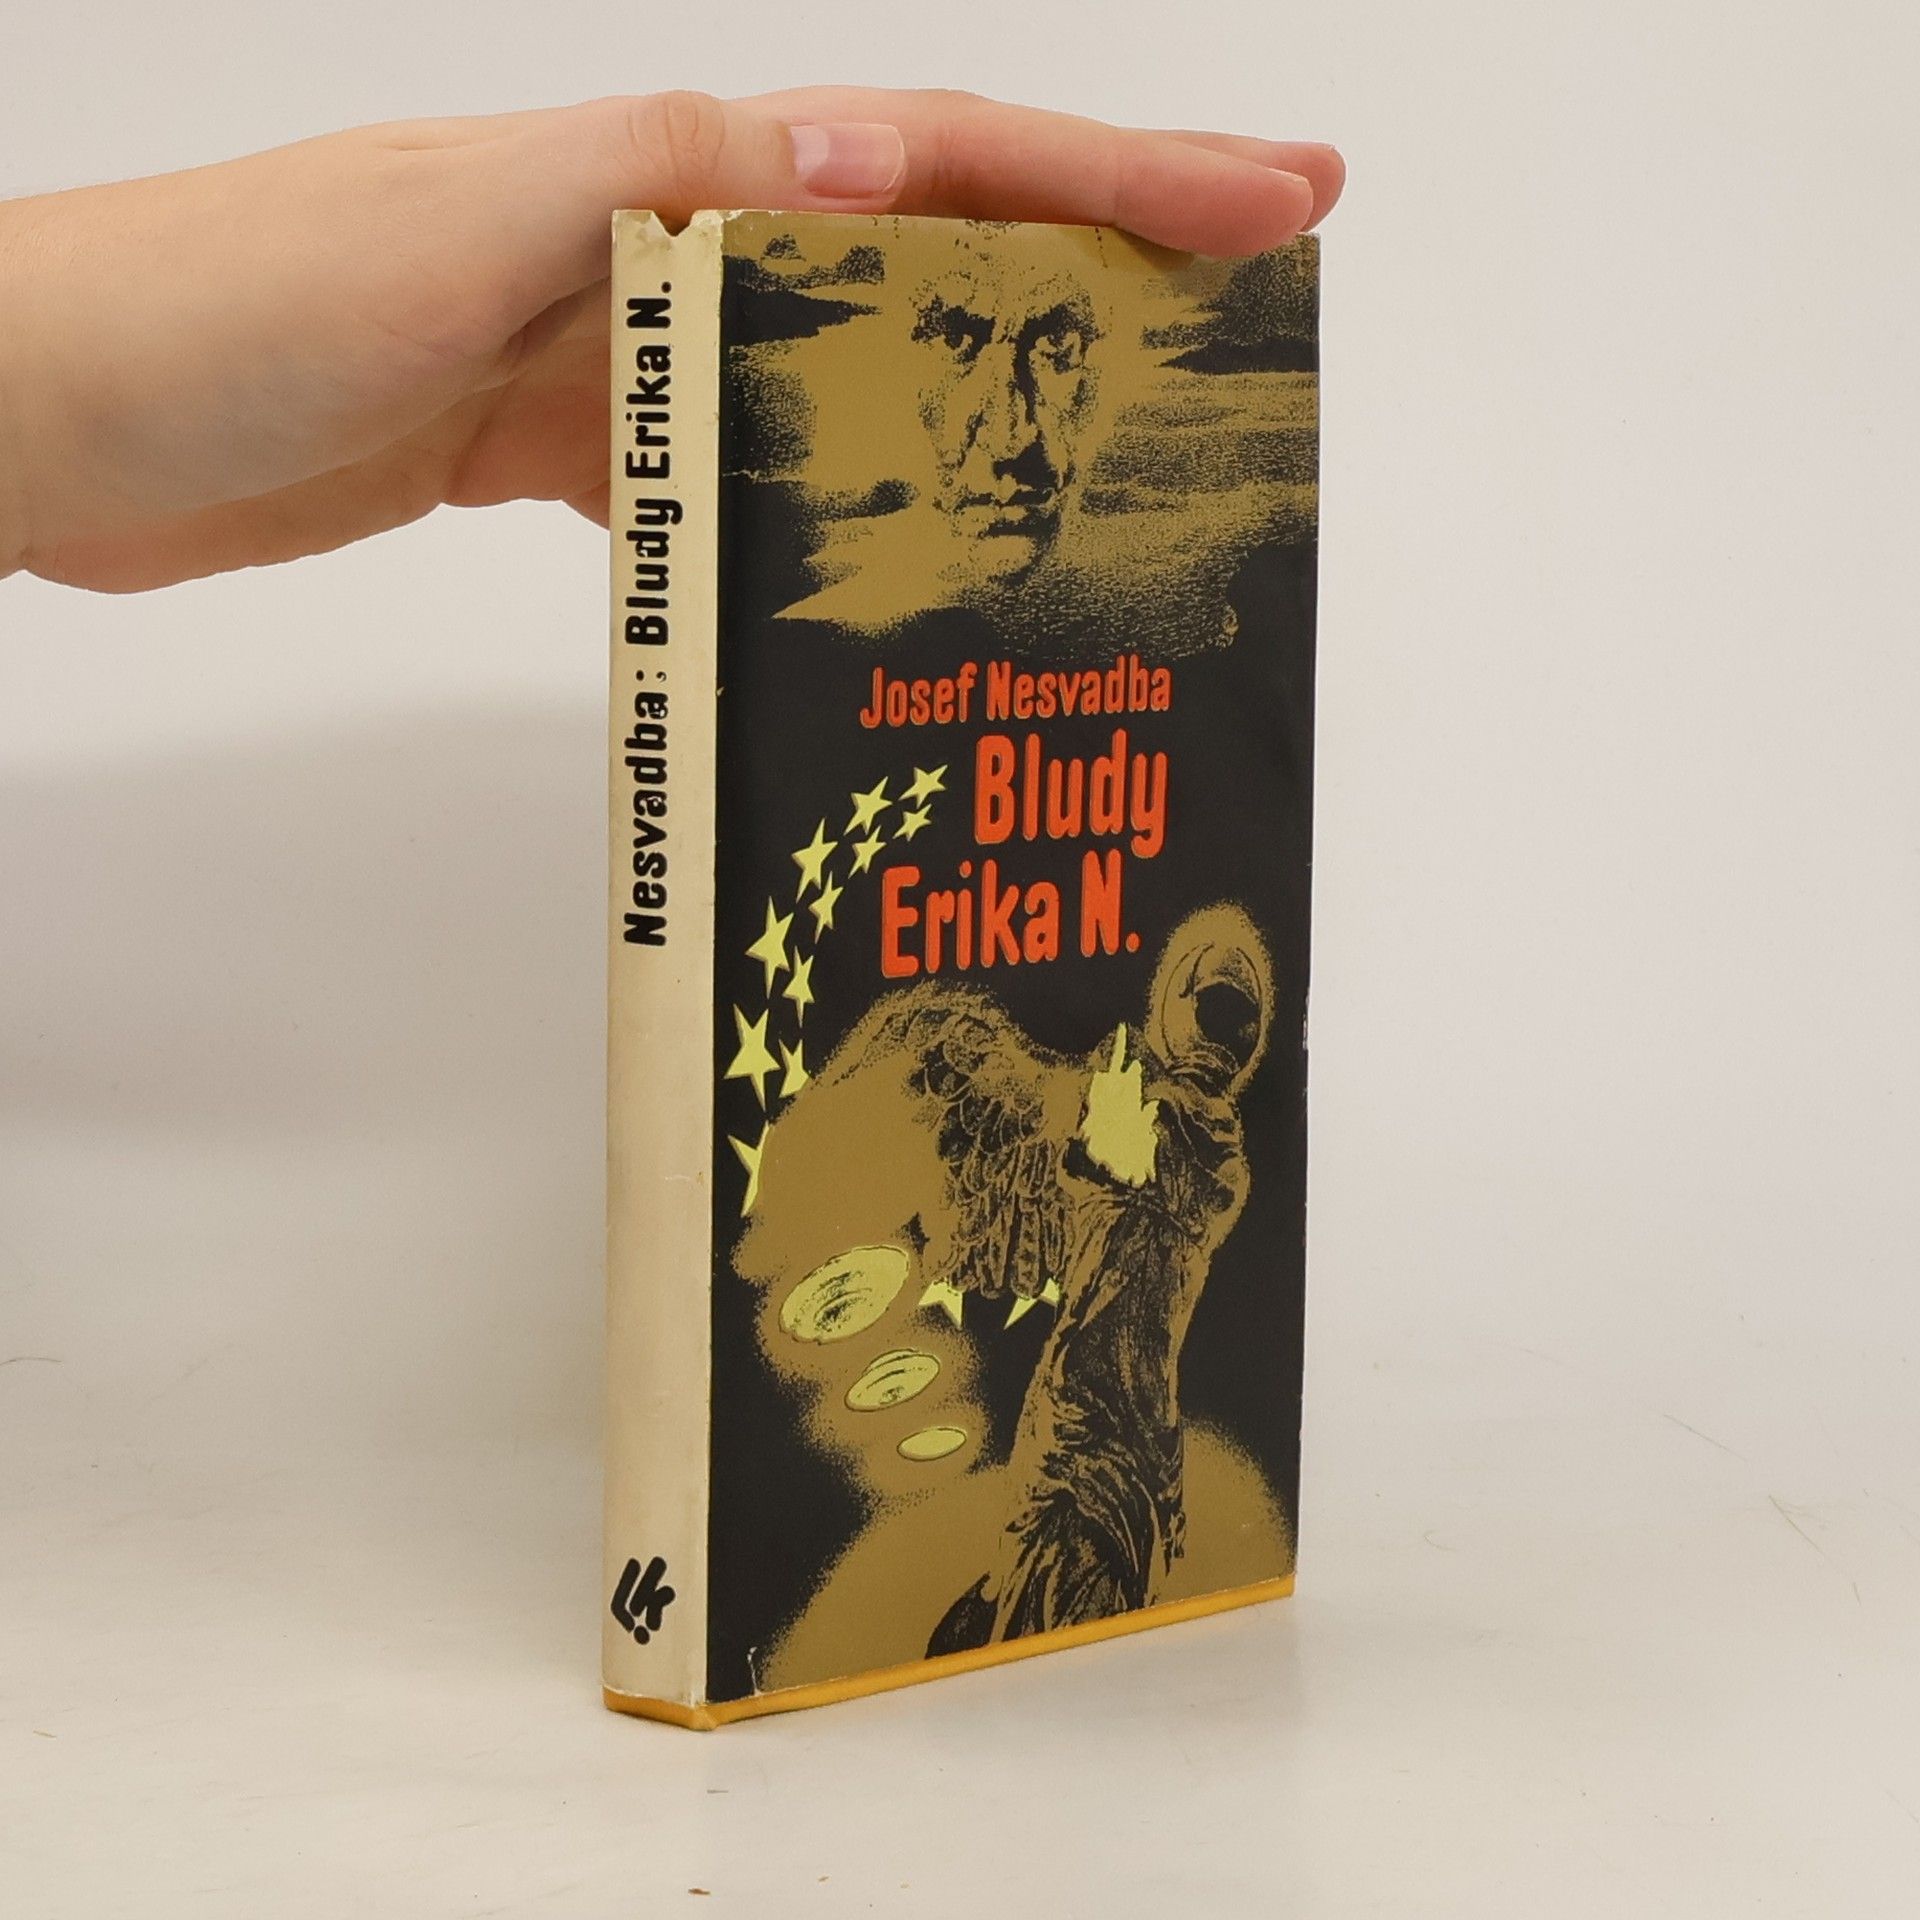 Nesvadba: Bludy Erika N.
Josef Nesvadba
Bludy
Erika N.